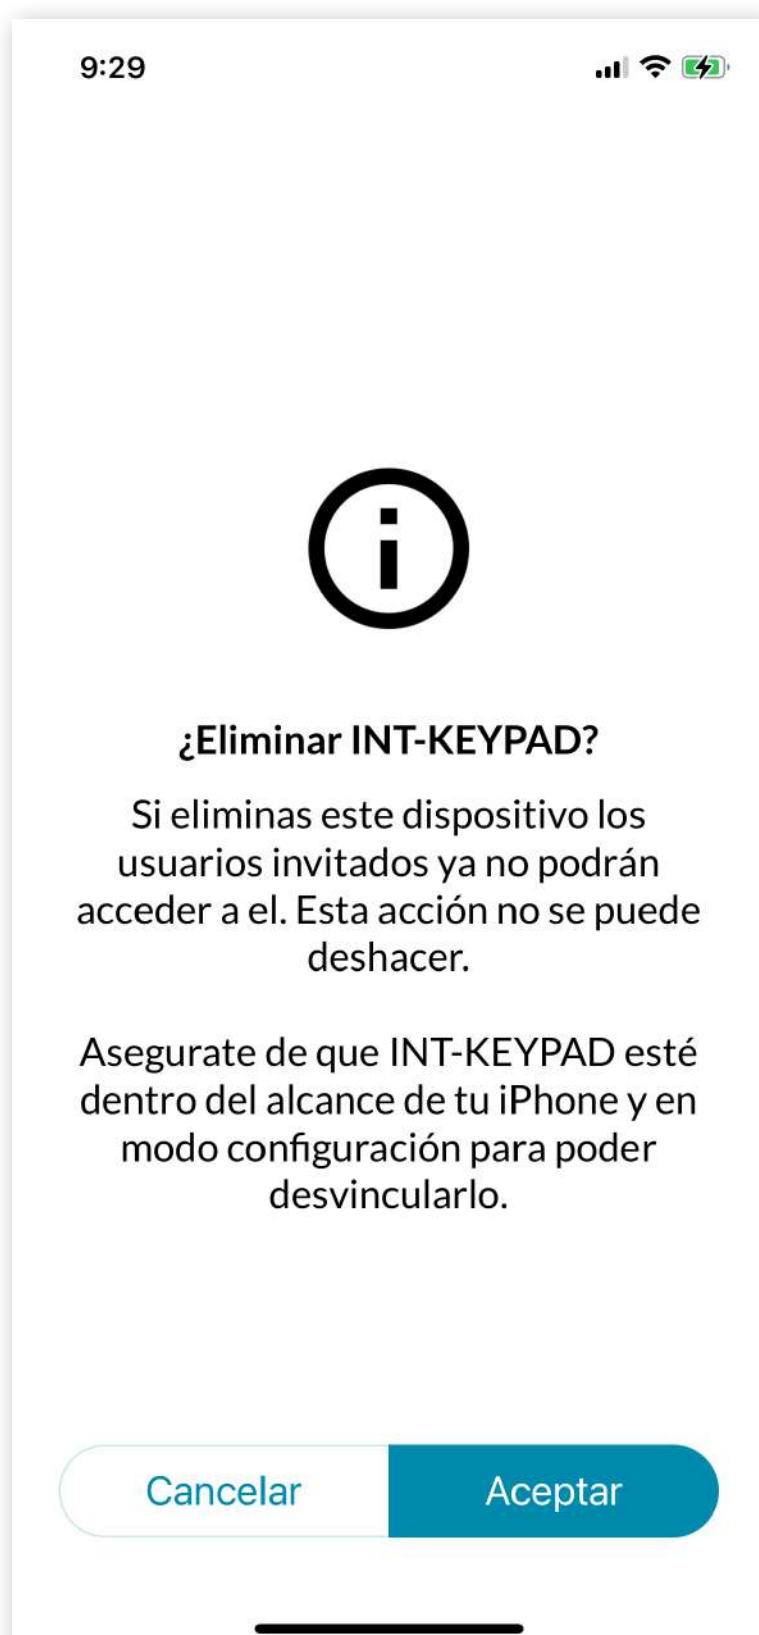 9:29
¿Eliminar INT-KEYPAD?
Si eliminas este dispositivo los
usuarios invitados ya no podrán
acceder a el. Esta acción no se puede
deshacer.
Asegurate de que INT-KEYPAD esté
dentro del alcance de tu iPhone y en
modo configuración para poder
desvincularlo.
Cancelar
Aceptar